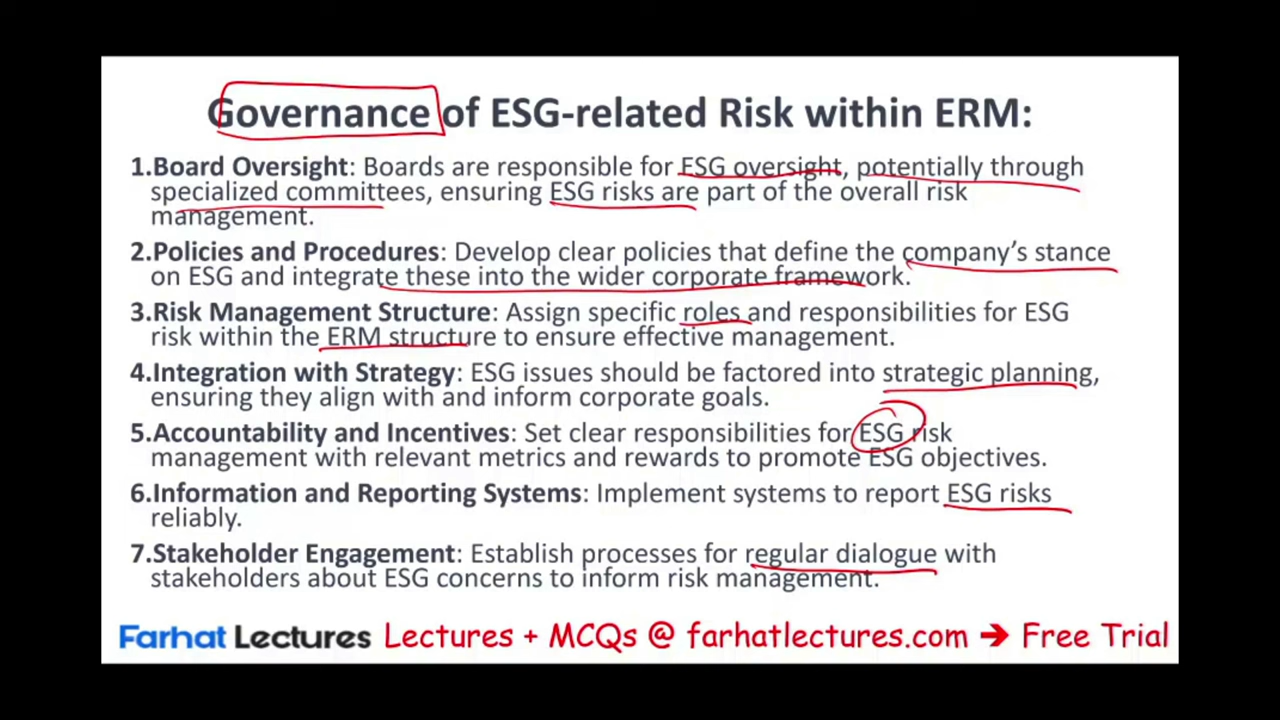 Governance of ESG-related Risk within ERM:
1.Board Oversight: Boards are responsible for ESG oversight, potentially through
specialized committees, ensuring ESG risks are part of the overall risk
management.
2.Policies and Procedures: Develop clear policies that define the company's stance
on ESG and integrate these into the wider corporate framework.
3.Risk Management Structure: Assign specific roles and responsibilities for ESG
risk within the ERM structure to ensure effective management.
4.Integration with Strategy: ESG issues should be factored into strategic planning,
ensuring they align with and inform corporate goals.
5.Accountability and Incentives: Set clear responsibilities for ESG risk
management with relevant metrics and rewards to promote ESG objectives.
6.Information and Reporting Systems: Implement systems to report ESG risks
reliably.
7.Stakeholder Engagement: Establish processes for regular dialogue with
stakeholders about ESG concerns to inform risk management.
Farhat Lectures Lectures + MCQs @ farhatlectures.com ➔ Free Trial